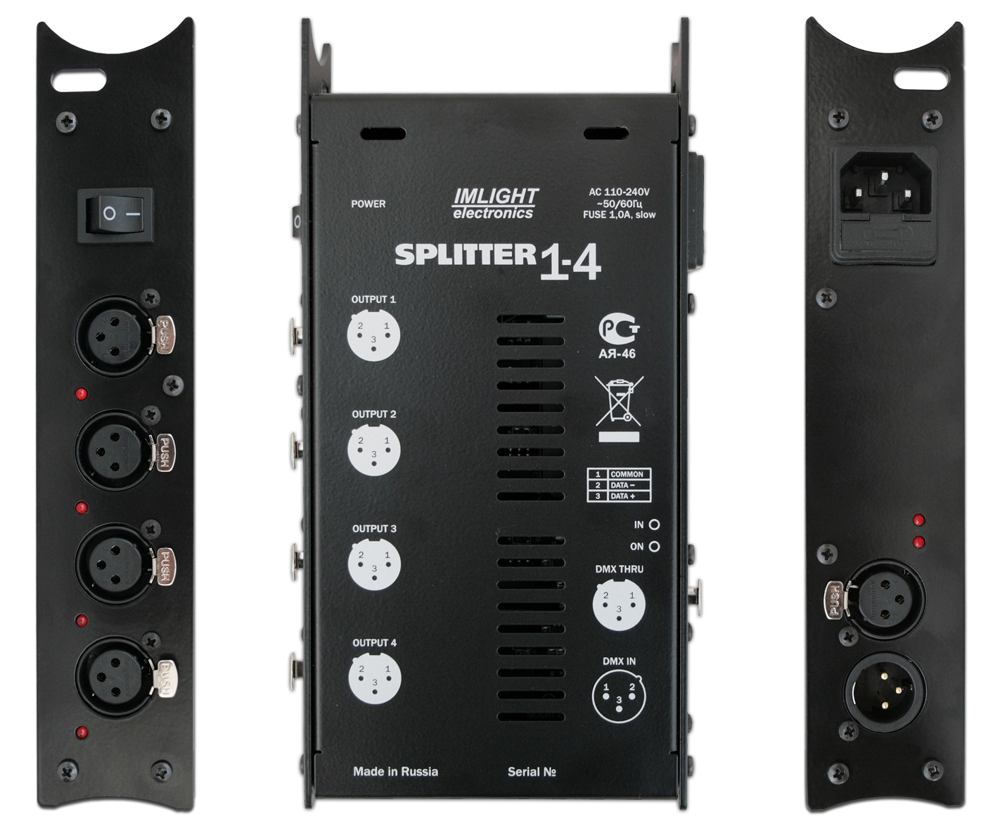 O I
PUSH
PUSH
PUSH
PUSH
POWER
IMLIGHT
electronics
AC 110-240V
~50/60Гц
FUSE 1,0A, slow
SPLITTER 1-4
OUTPUT 1
2 1
3
OUTPUT 2
2 1
3
OUTPUT 3
2 1
3
OUTPUT 4
2 1
3
РСТ
АЯ-46
1 COMMON
2 DATA −
3 DATA +
IN
ON
DMX THRU
2 1
3
DMX IN
1 2
3
Made in Russia
Serial №
O
PUSH